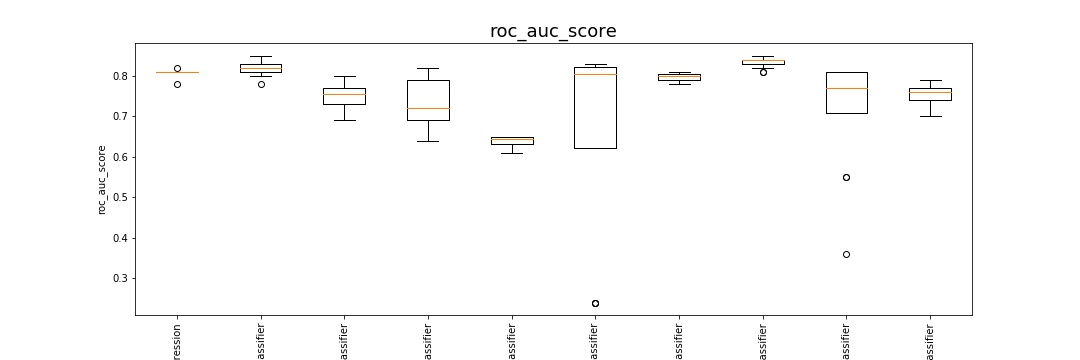 roc_auc_score
roc_auc_score
0.8
0.7
0.6
0.5
0.4
0.3
ression
assifier
assifier
assifier
assifier
assifier
assifier
assifier
assifier
assifier